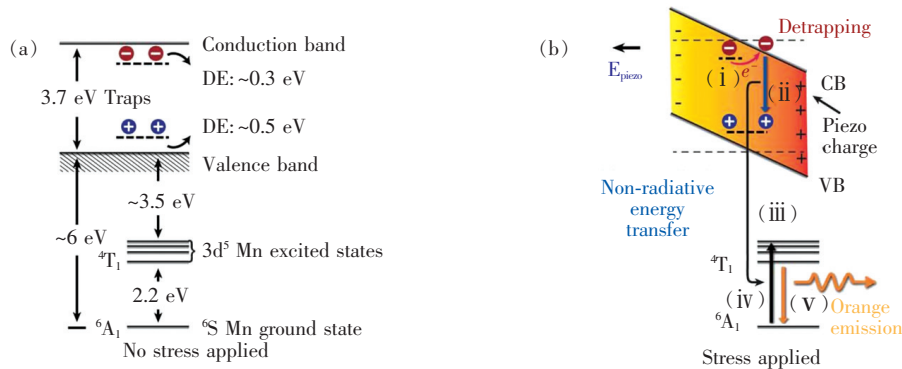 (a)
Conduction band
DE: ~0.3 eV
3.7 eV Traps
DE: ~0.5 eV
Valence band
~3.5 eV
~6 eV
⁴T₁
3d⁵ Mn excited states
2.2 eV
⁶A₁
⁶S Mn ground state
No stress applied
(b)
Detrapping
E_piezo
(i)
e⁻
(ii)
CB
Piezo
charge
VB
Non-radiative
energy
transfer
(iii)
⁴T₁
(iv)
(v)
Orange
emission
⁶A₁
Stress applied